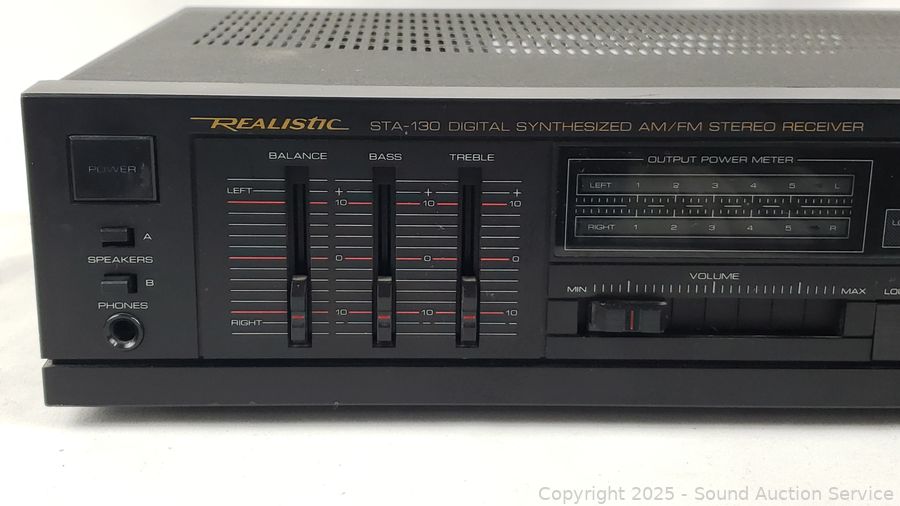 REALISTIC STA-130 DIGITAL SYNTHESIZED AM/FM STEREO RECEIVER
POWER
BALANCE BASS TREBLE
OUTPUT POWER METER
LEFT + + +
10 10 10
LEFT 1 2 3 4 5 L
RIGHT 1 2 3 4 5 R
A
SPEAKERS
B
0 0 0
VOLUME
MIN MAX
PHONES
10 10 10
RIGHT - - -
Copyright 2025 - Sound Auction Service